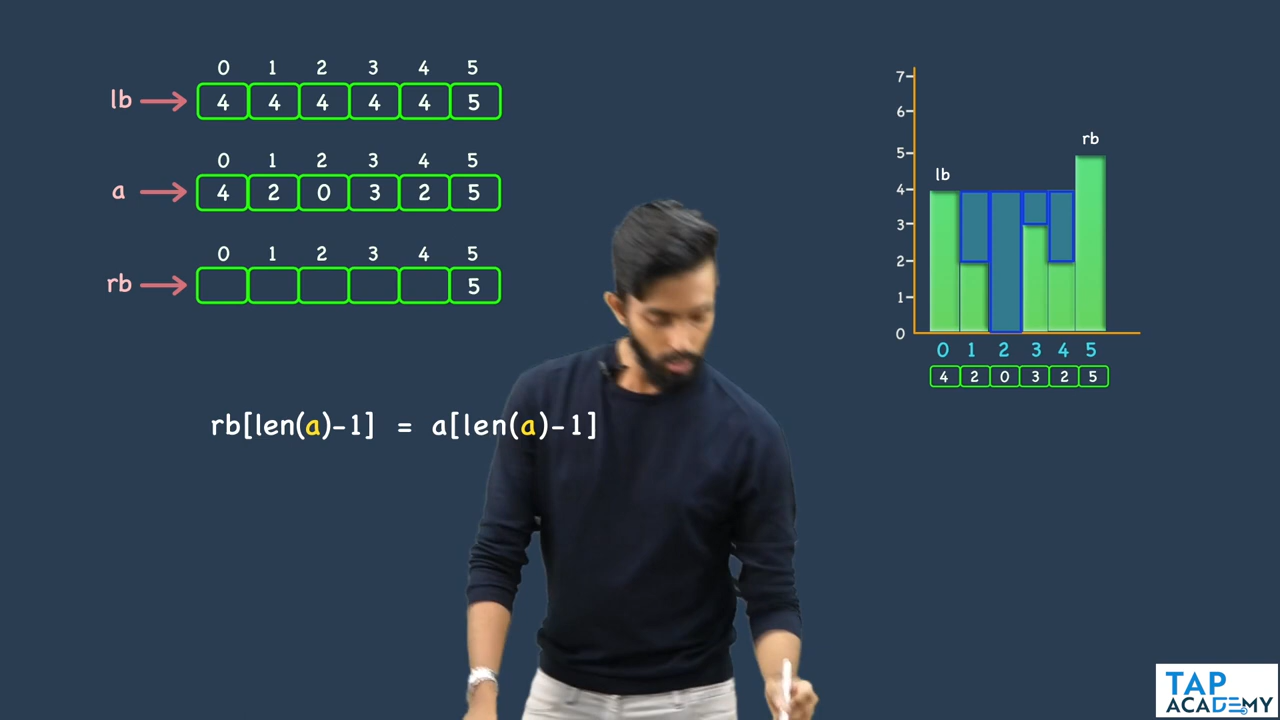 0 1 2 3 4 5
lb 4 4 4 4 4 5
0 1 2 3 4 5
a 4 2 0 3 2 5
0 1 2 3 4 5
rb 5
rb[len(a)-1] = a[len(a)-1]
7
6
5
4
3
2
1
0
lb
rb
0 1 2 3 4 5
4 2 0 3 2 5
TAP
ACADEMY